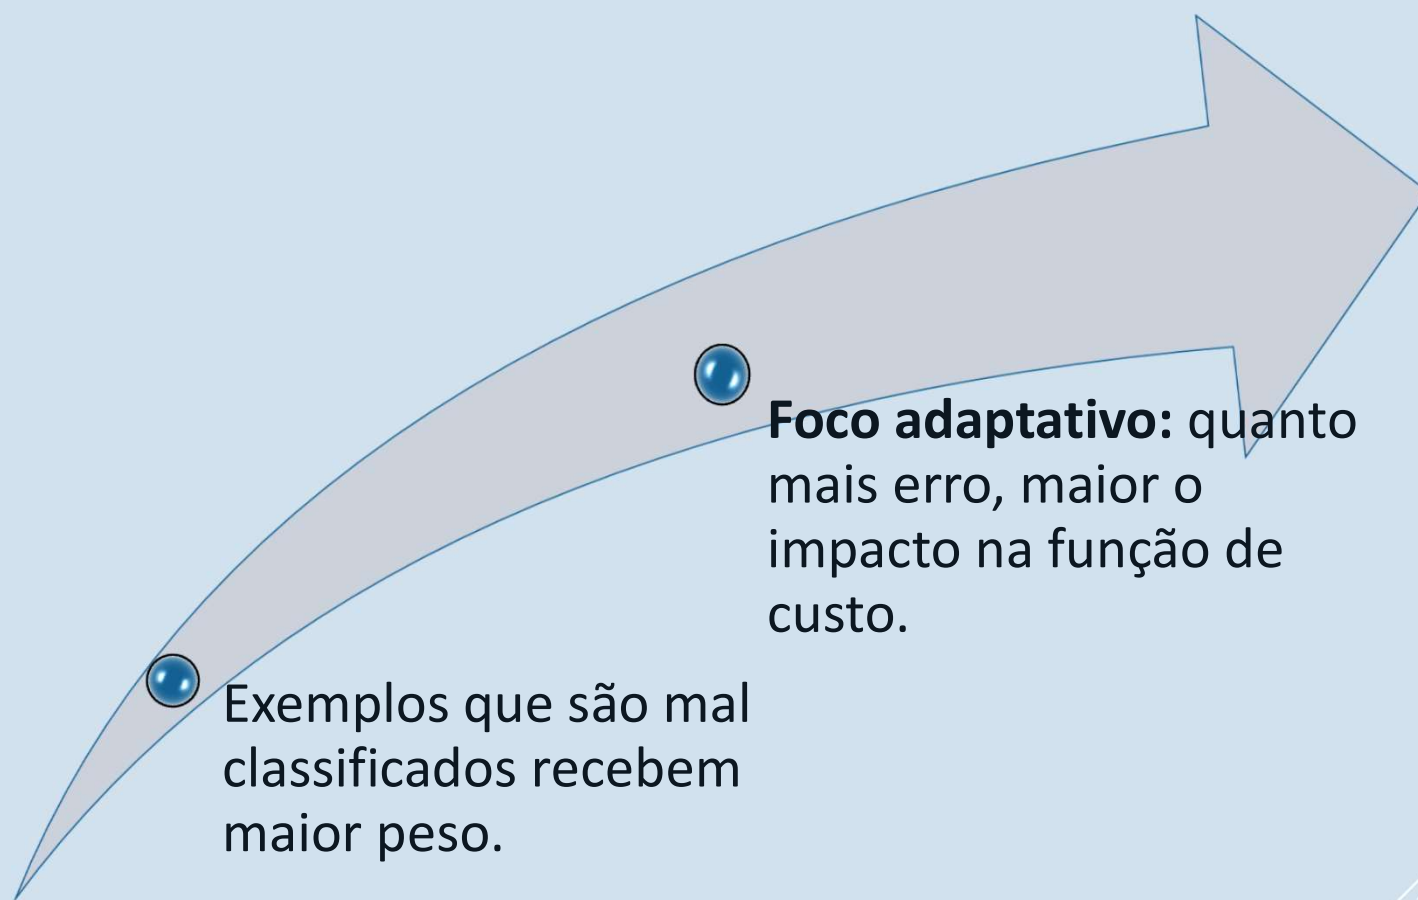 Foco adaptativo: quanto
mais erro, maior o
impacto na função de
custo.
Exemplos que são mal
classificados recebem
maior peso.